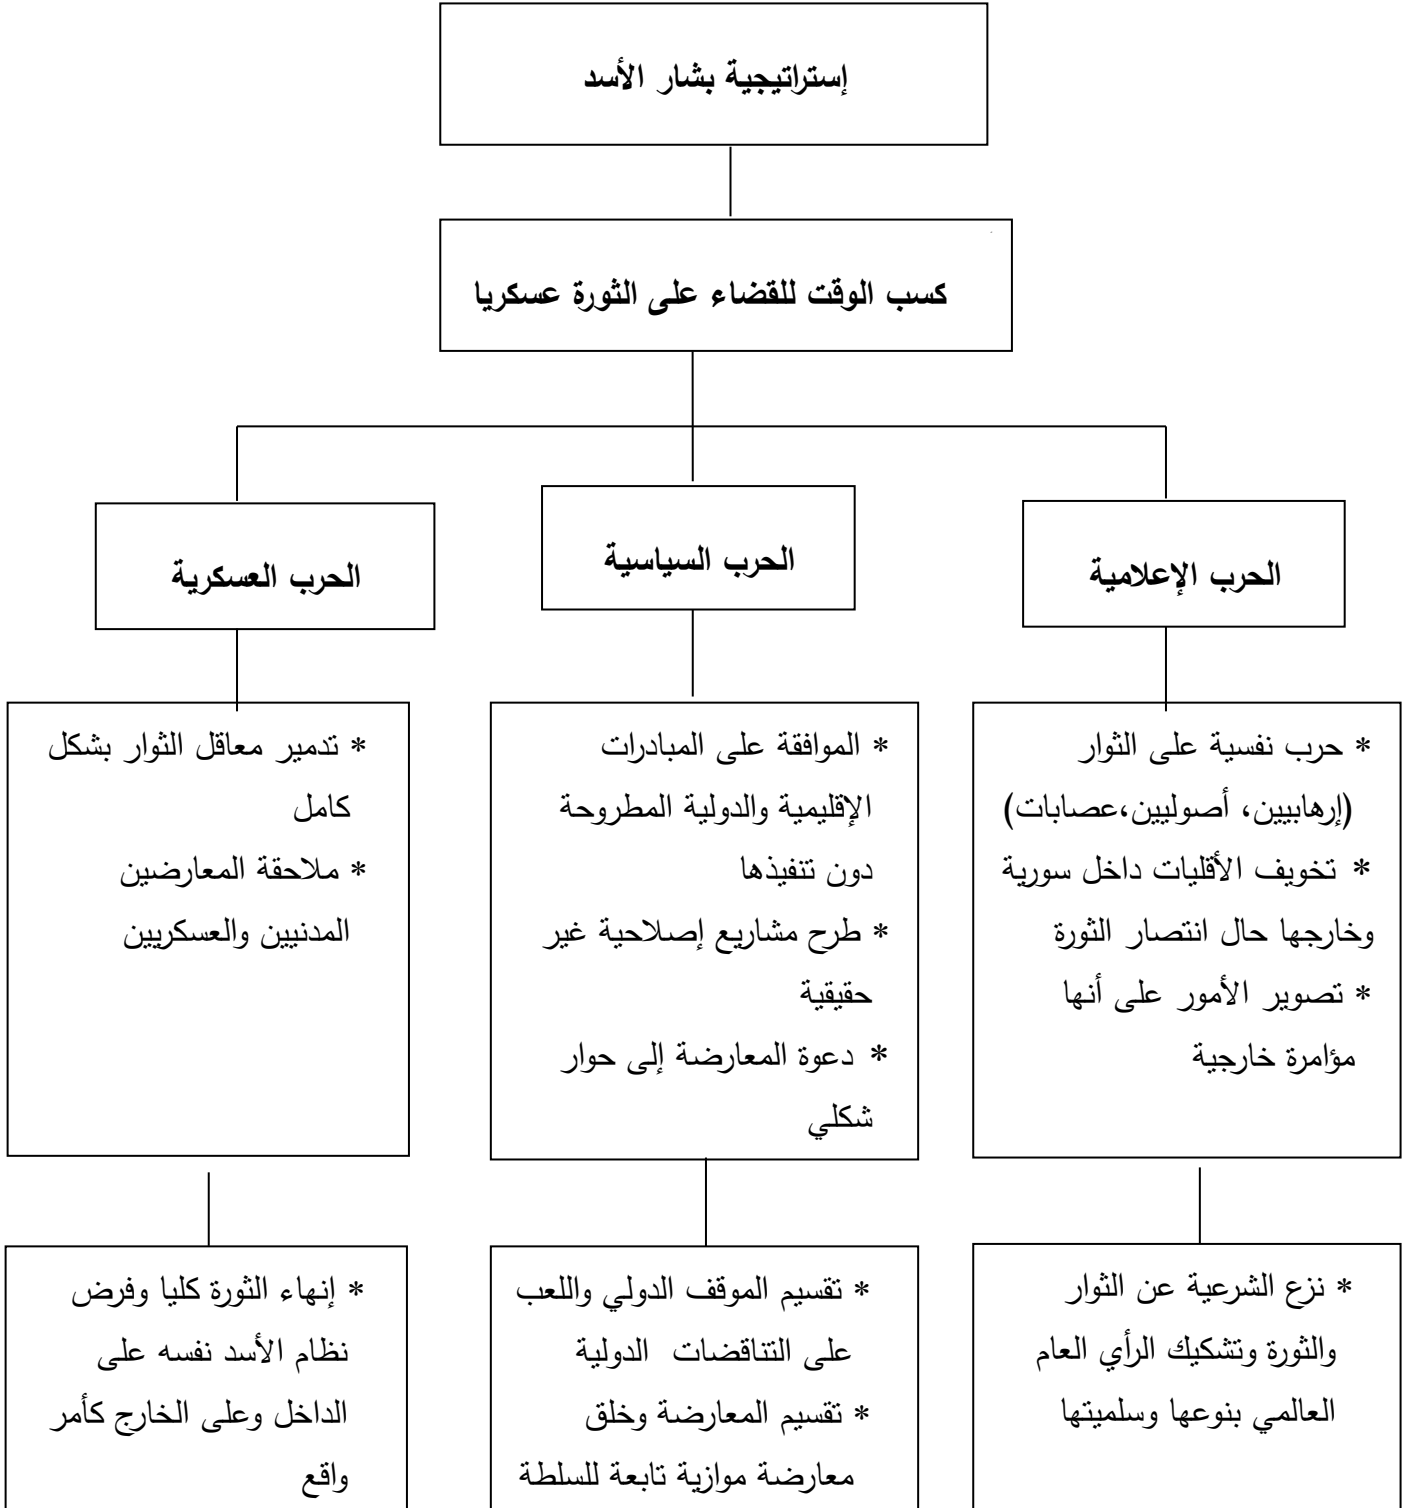 إستراتيجية بشار الأسد
كسب الوقت للقضاء على الثورة عسكريا
الحرب الإعلامية
الحرب السياسية
الحرب العسكرية
* حرب نفسية على الثوار
(إرهابيين، أصوليين،عصابات)
* تخويف الأقليات داخل سورية
وخارجها حال انتصار الثورة
* تصوير الأمور على أنها
مؤامرة خارجية
* الموافقة على المبادرات
الإقليمية والدولية المطروحة
دون تنفيذها
* طرح مشاريع إصلاحية غير
حقيقية
* دعوة المعارضة إلى حوار
شكلي
* تدمير معاقل الثوار بشكل
كامل
* ملاحقة المعارضين
المدنيين والعسكريين
* نزع الشرعية عن الثوار
والثورة وتشكيك الرأي العام
العالمي بنوعها وسلميتها
* تقسيم الموقف الدولي واللعب
على التناقضات الدولية
* تقسيم المعارضة وخلق
معارضة موازية تابعة للسلطة
* إنهاء الثورة كليا وفرض
نظام الأسد نفسه على
الداخل وعلى الخارج كأمر
واقع